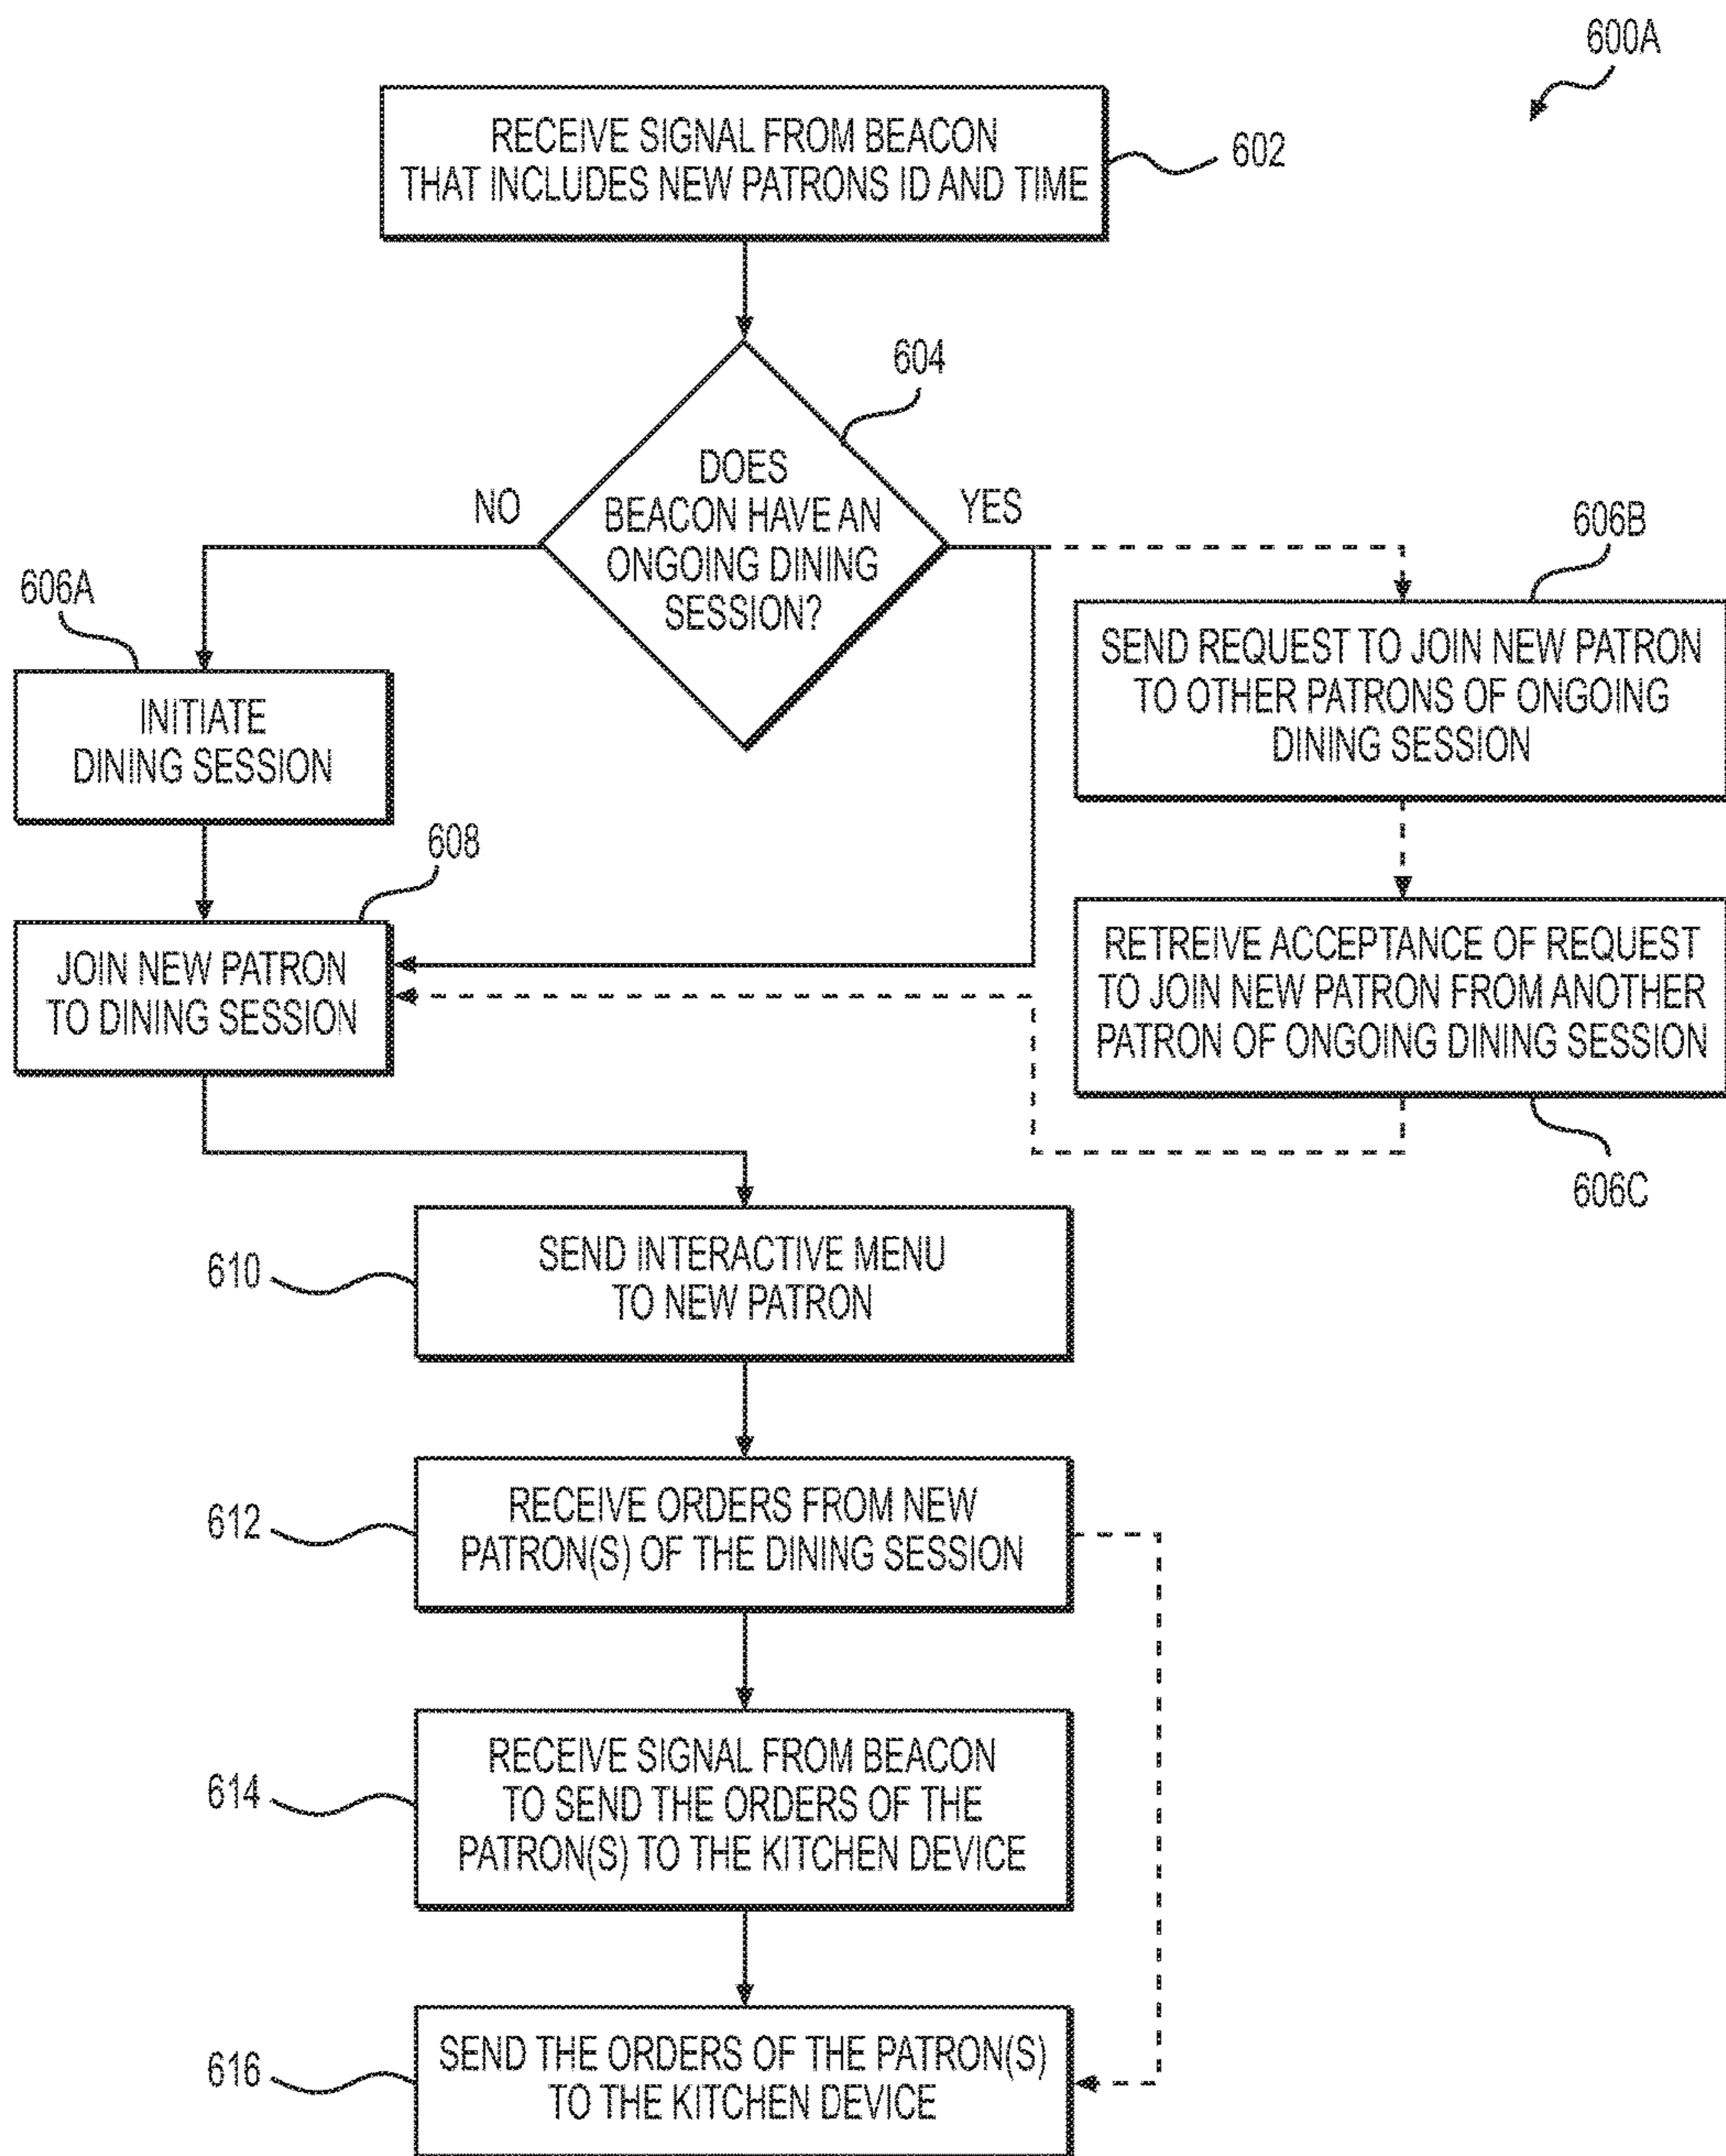 600A
RECEIVE SIGNAL FROM BEACON
THAT INCLUDES NEW PATRONS ID AND TIME
602
604
DOES
BEACON HAVE AN
ONGOING DINING
SESSION?
NO
YES
606A
INITIATE
DINING SESSION
606B
SEND REQUEST TO JOIN NEW PATRON
TO OTHER PATRONS OF ONGOING
DINING SESSION
608
JOIN NEW PATRON
TO DINING SESSION
RETREIVE ACCEPTANCE OF REQUEST
TO JOIN NEW PATRON FROM ANOTHER
PATRON OF ONGOING DINING SESSION
606C
610
SEND INTERACTIVE MENU
TO NEW PATRON
612
RECEIVE ORDERS FROM NEW
PATRON(S) OF THE DINING SESSION
614
RECEIVE SIGNAL FROM BEACON
TO SEND THE ORDERS OF THE
PATRON(S) TO THE KITCHEN DEVICE
616
SEND THE ORDERS OF THE PATRON(S)
TO THE KITCHEN DEVICE